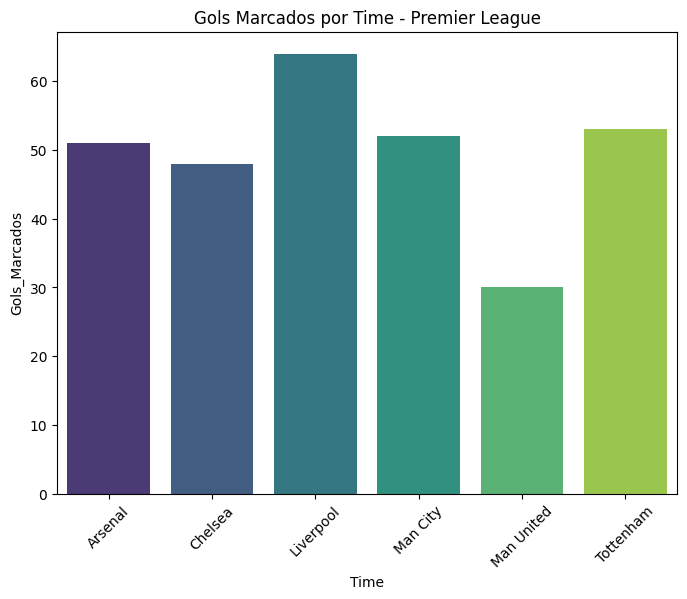 Gols Marcados por Time - Premier League
Gols_Marcados
60
50
40
30
20
10
0
Arsenal
Chelsea
Liverpool
Man City
Man United
Tottenham
Time